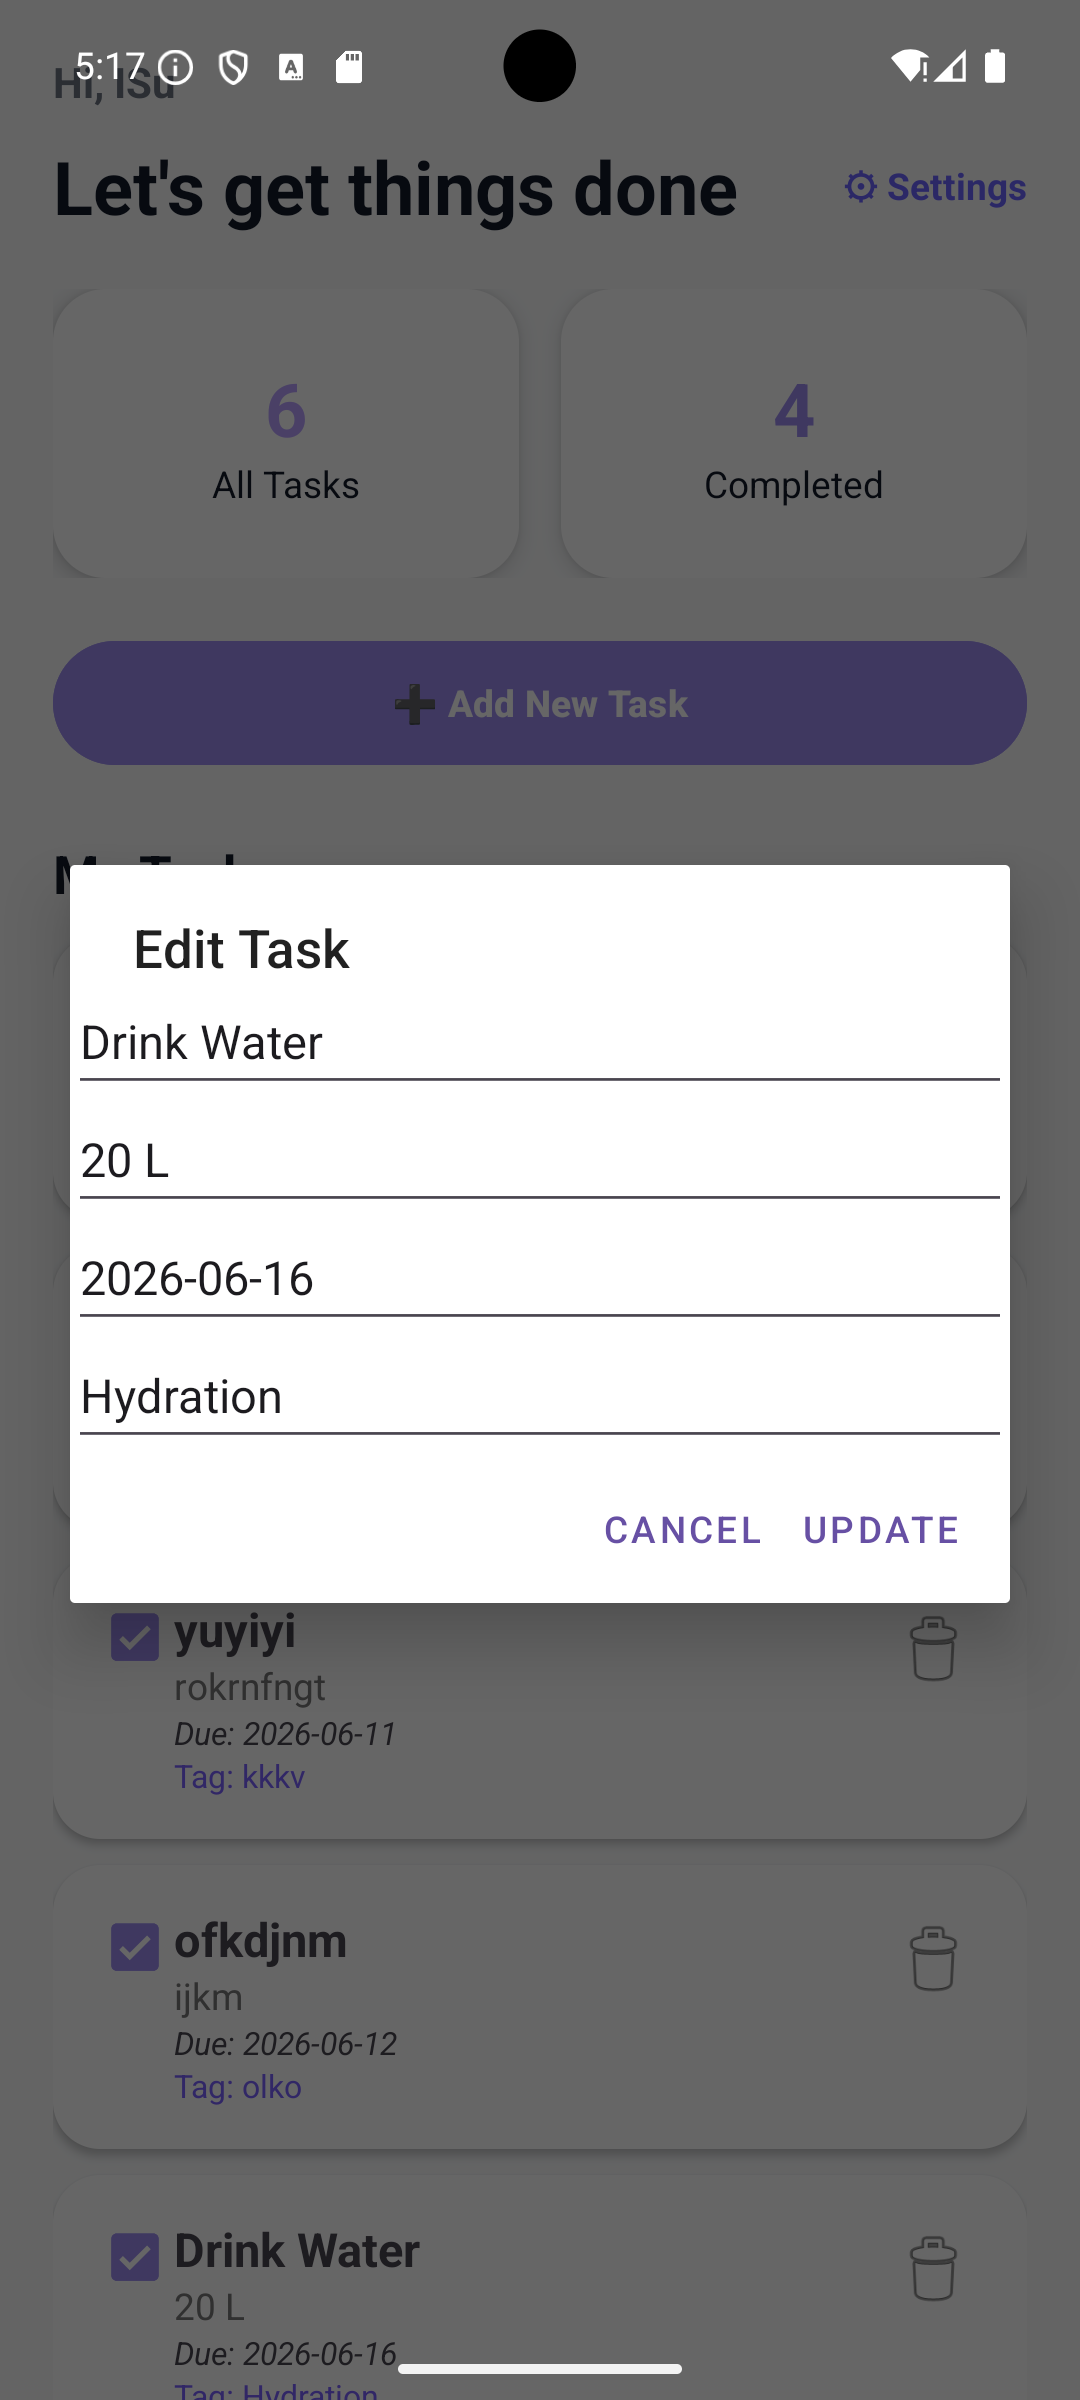 5:17
Hi, ISu
Let's get things done
Settings
6
All Tasks
4
Completed
Add New Task
Edit Task
Drink Water
20 L
2026-06-16
Hydration
CANCEL UPDATE
yuyiyi
rokrnfngt
Due: 2026-06-11
Tag: kkkv
ofkdjnm
ijkm
Due: 2026-06-12
Tag: olko
Drink Water
20 L
Due: 2026-06-16
Tag: Hydration